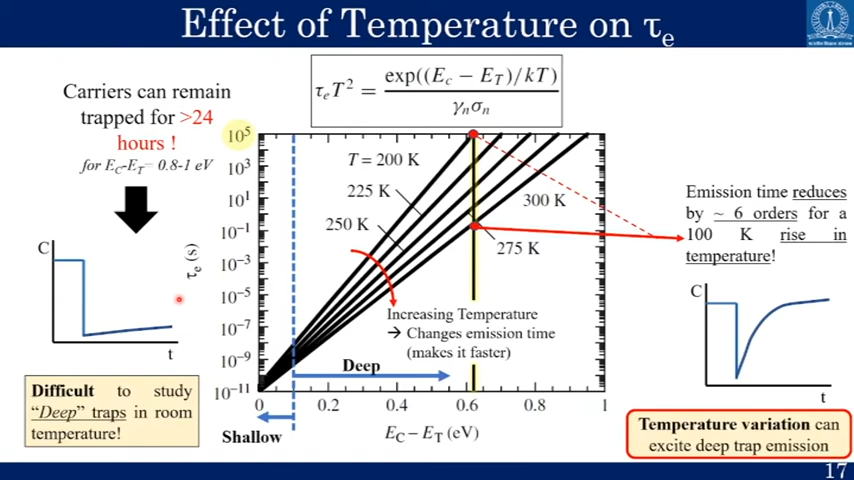 Effect of Temperature on τe
Carriers can remain
trapped for >24
hours !
for EC-ET= 0.8-1 eV
τeT² = exp((Ec − ET)/kT) / γnσn
10⁵
10³
10¹
10⁻¹
10⁻³
10⁻⁵
10⁻⁷
10⁻⁹
10⁻¹¹
τe (s)
T = 200 K
225 K
250 K
300 K
275 K
Increasing Temperature
→ Changes emission time
(makes it faster)
Deep
0 0.2 0.4 0.6 0.8 1
Shallow
EC – ET (eV)
C
t
Difficult to study
“Deep” traps in room
temperature!
Emission time reduces
by ~ 6 orders for a
100 K rise in
temperature!
C
t
Temperature variation can
excite deep trap emission
17